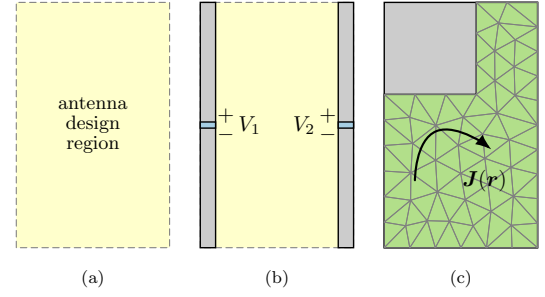 antenna
design
region
+
− V₁
V₂ +
−
J(r)
(a)
(b)
(c)